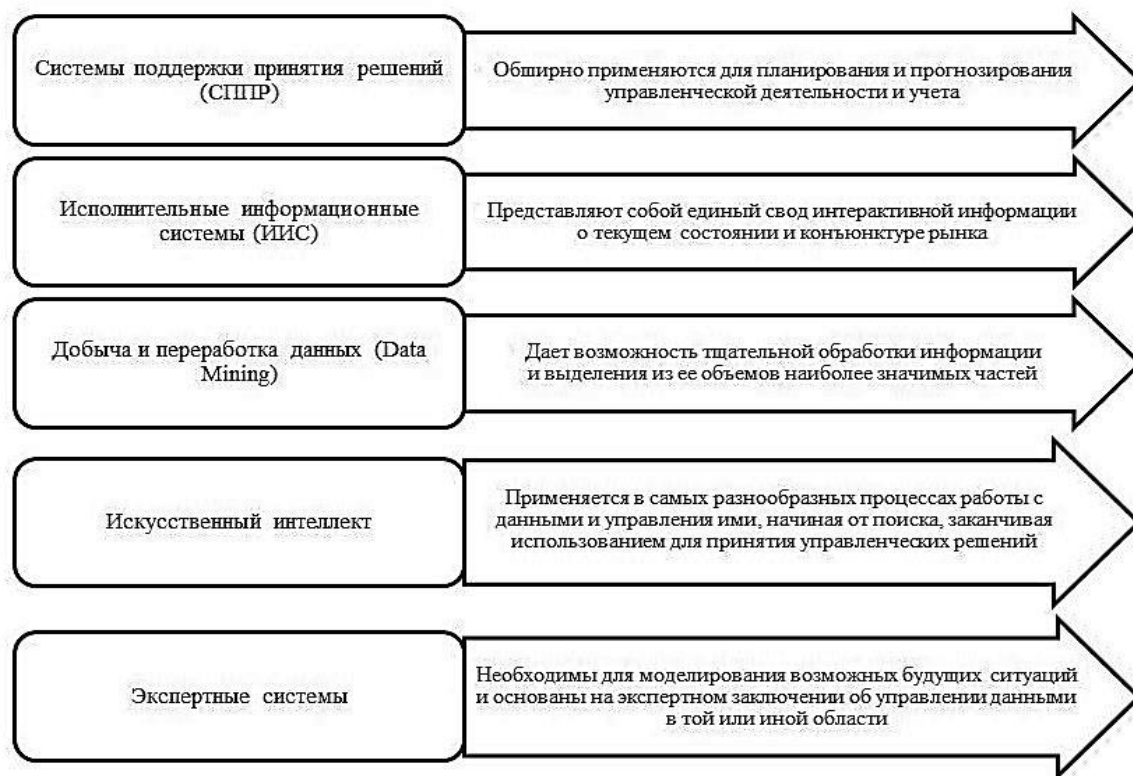 Системы поддержки принятия решений
(СППР)
Обширно применяются для планирования и прогнозирования
управленческой деятельности и учета
Исполнительные информационные
системы (ИИС)
Представляют собой единый свод интерактивной информации
о текущем состоянии и конъюнктуре рынка
Добыча и переработка данных (Data
Mining)
Дает возможность тщательной обработки информации
и выделения из ее объемов наиболее значимых частей
Искусственный интеллект
Применяется в самых разнообразных процессах работы с
данными и управления ими, начиная от поиска, заканчивая
использованием для принятия управленческих решений
Экспертные системы
Необходимы для моделирования возможных будущих ситуаций
и основаны на экспертном заключении об управлении данными
в той или иной области